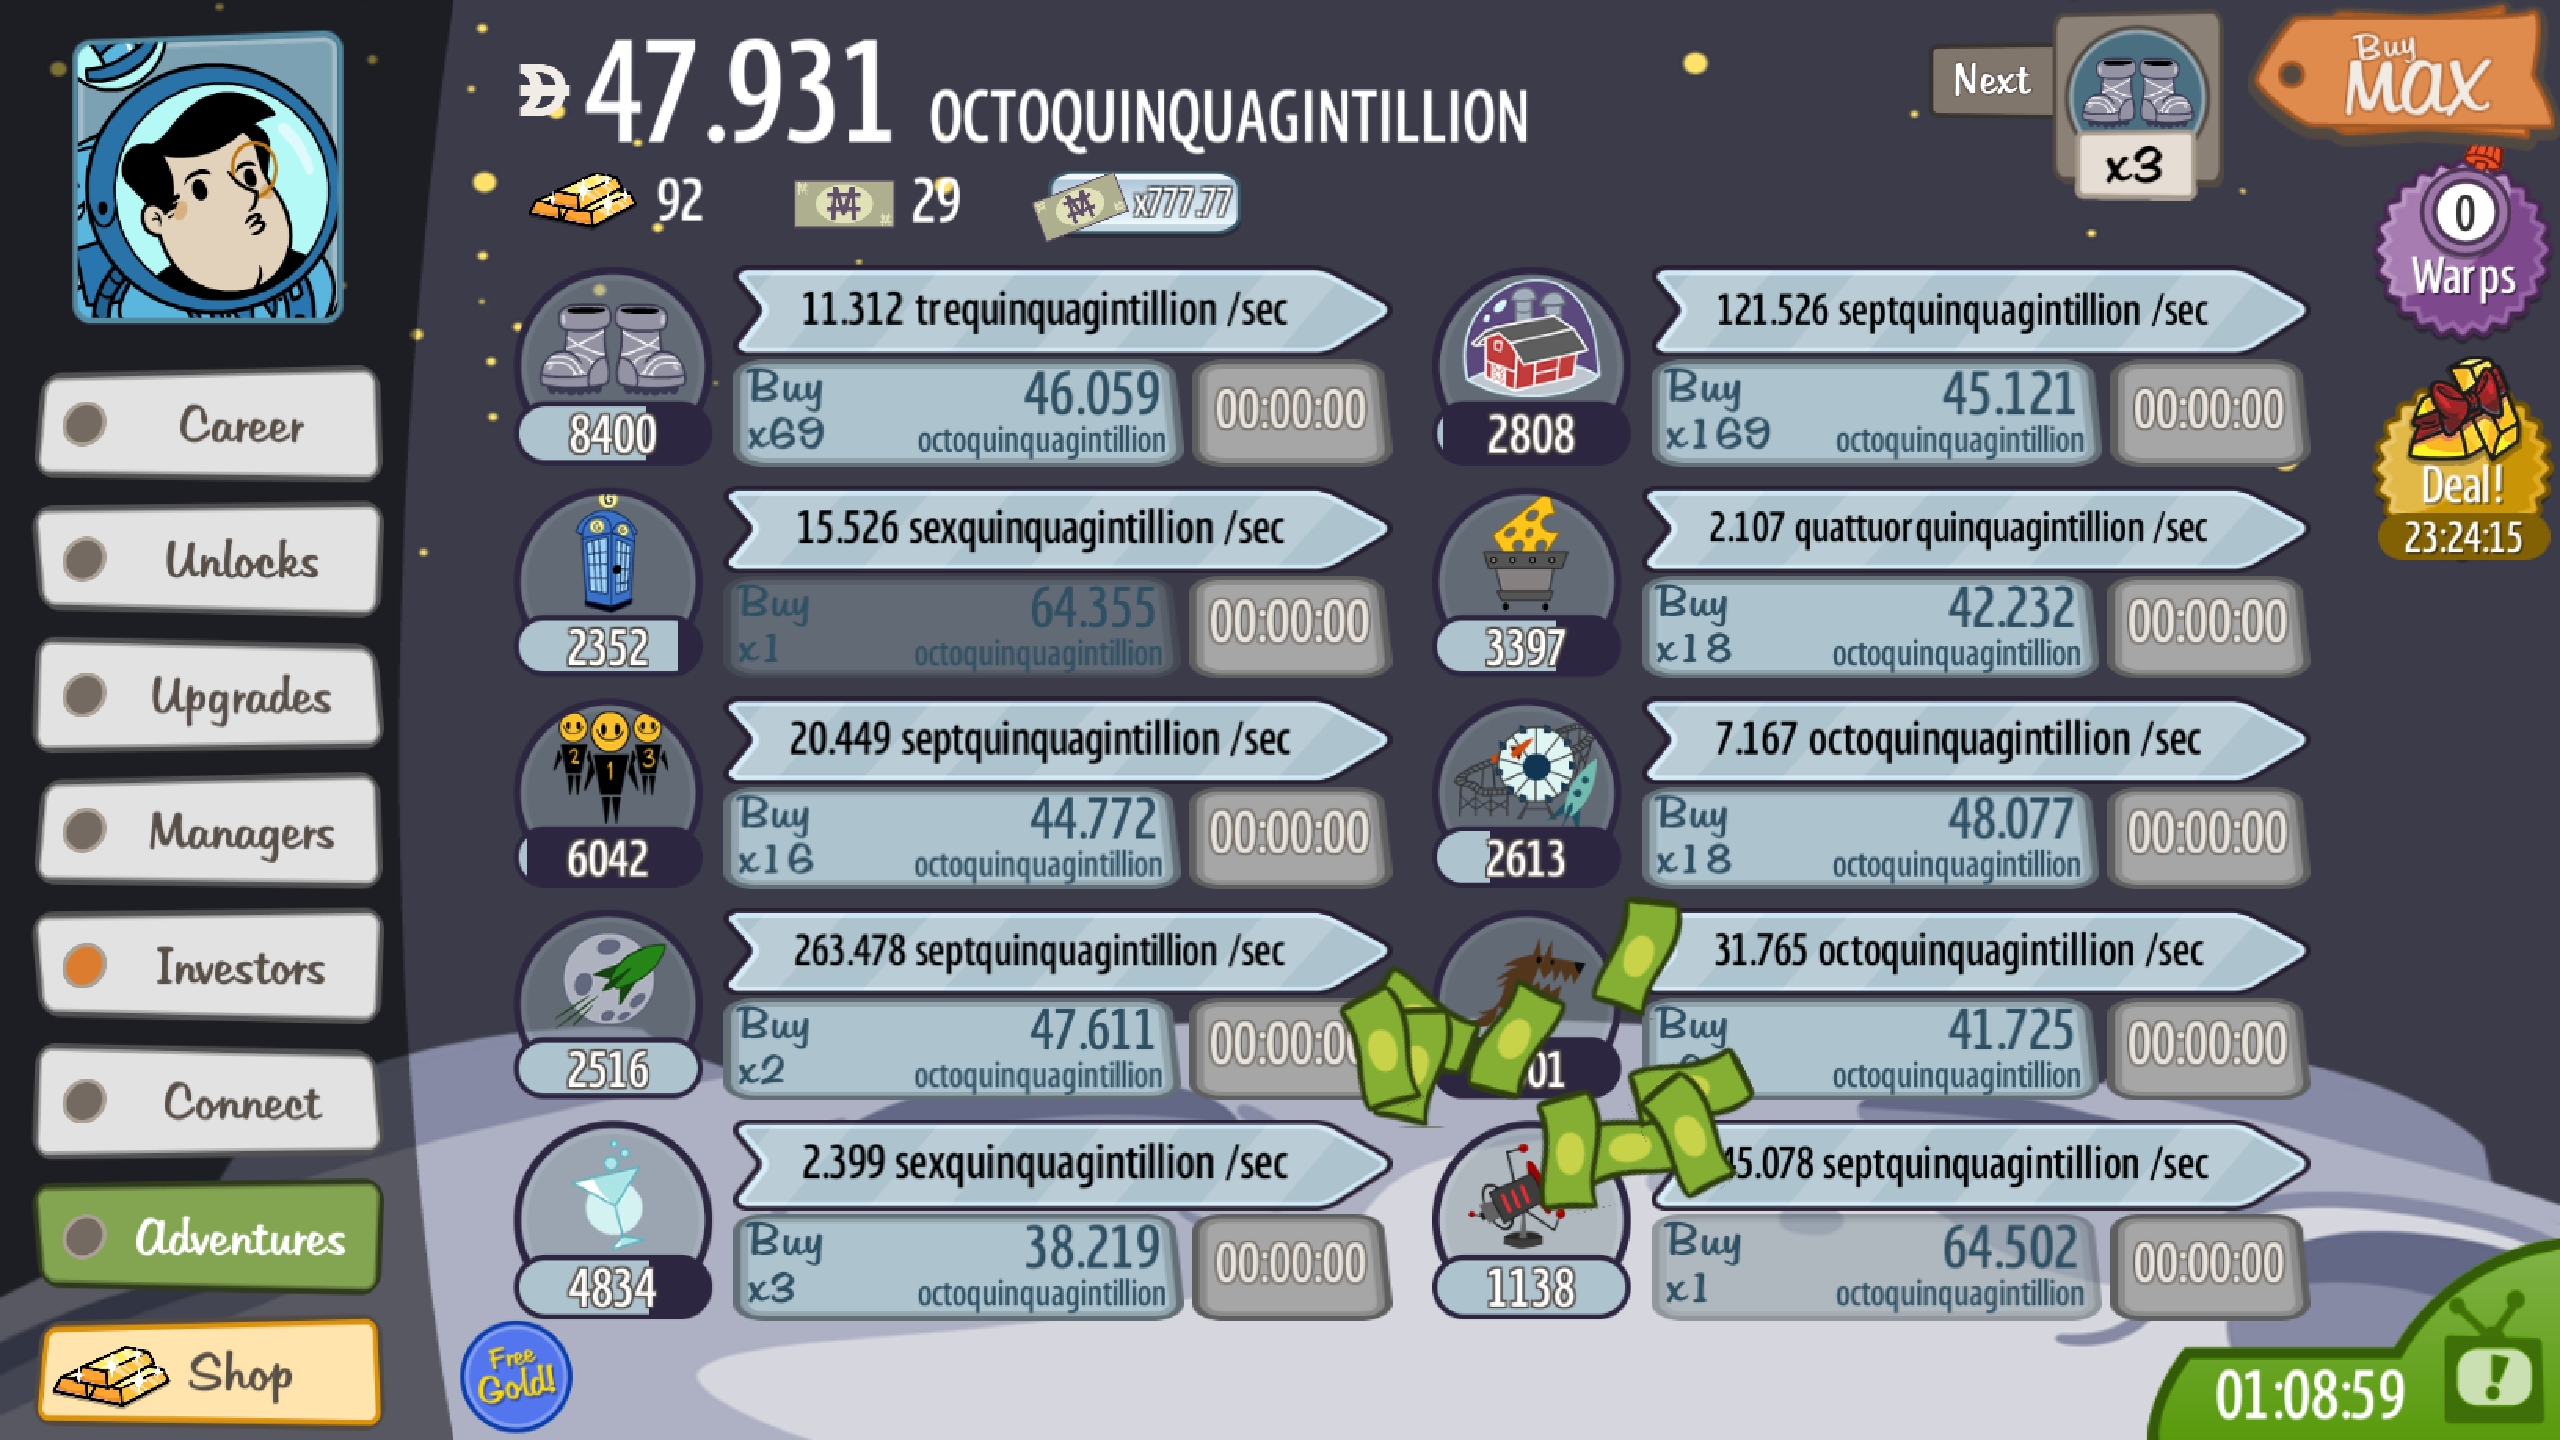 47.931 OCTOQUINQUAGINTILLION
Next
x3
Buy
MAX
92
29
x777.77
0
Warps
Deal!
23:24:15
Career
Unlocks
Upgrades
Managers
Investors
Connect
Adventures
Shop
11.312 trequinquagintillion /sec
8400
Buy 46.059
x69 octoquinquagintillion
00:00:00
121.526 septquinquagintillion /sec
2808
Buy 45.121
x169 octoquinquagintillion
00:00:00
15.526 sexquinquagintillion /sec
2352
Buy 64.355
x1 octoquinquagintillion
00:00:00
2.107 quattuorquinquagintillion /sec
3397
Buy 42.232
x18 octoquinquagintillion
00:00:00
20.449 septquinquagintillion /sec
2 1 3
6042
Buy 44.772
x16 octoquinquagintillion
00:00:00
7.167 octoquinquagintillion /sec
2613
Buy 48.077
x18 octoquinquagintillion
00:00:00
263.478 septquinquagintillion /sec
2516
Buy 47.611
x2 octoquinquagintillion
00:00:0
31.765 octoquinquagintillion /sec
01
Buy 41.725
octoquinquagintillion
00:00:00
2.399 sexquinquagintillion /sec
4834
Buy 38.219
x3 octoquinquagintillion
00:00:00
45.078 septquinquagintillion /sec
1138
Buy 64.502
x1 octoquinquagintillion
00:00:00
Free
Gold!
01:08:59
!